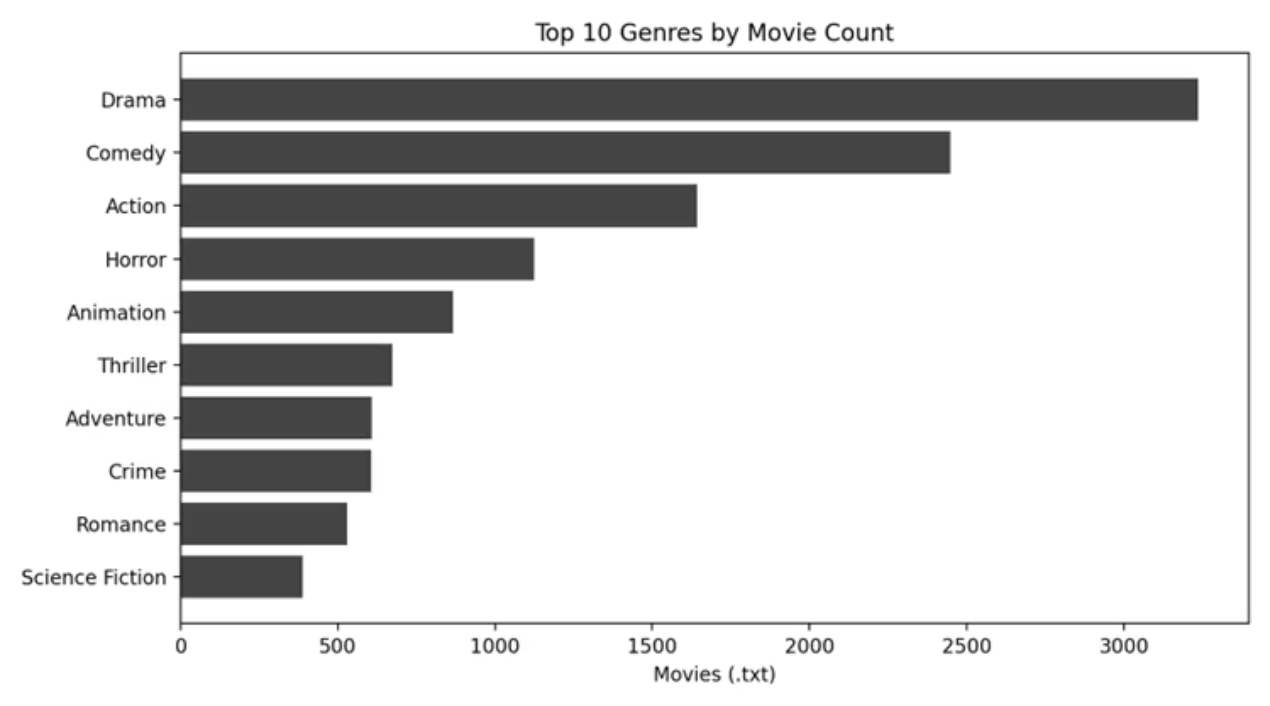 Top 10 Genres by Movie Count
Drama
Comedy
Action
Horror
Animation
Thriller
Adventure
Crime
Romance
Science Fiction
0 500 1000 1500 2000 2500 3000
Movies (.txt)